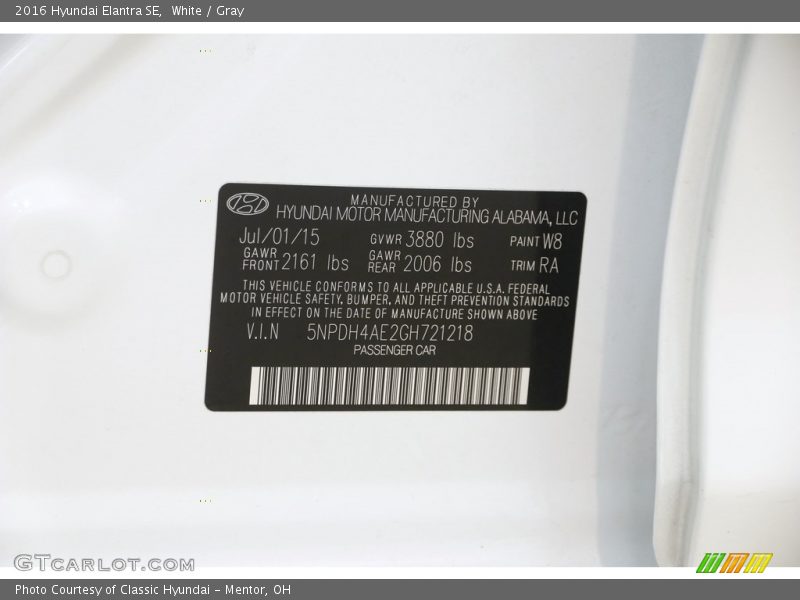 2016 Hyundai Elantra SE,  White / Gray
MANUFACTURED BY
HYUNDAI MOTOR MANUFACTURING ALABAMA, LLC
Jul/01/15 GVWR 3880 lbs PAINT W8
GAWR FRONT 2161 lbs GAWR REAR 2006 lbs TRIM RA
THIS VEHICLE CONFORMS TO ALL APPLICABLE U.S.A. FEDERAL
MOTOR VEHICLE SAFETY, BUMPER, AND THEFT PREVENTION STANDARDS
IN EFFECT ON THE DATE OF MANUFACTURE SHOWN ABOVE
V.I.N 5NPDH4AE2GH721218
PASSENGER CAR
GTCARLOT.COM
Photo Courtesy of Classic Hyundai - Mentor, OH